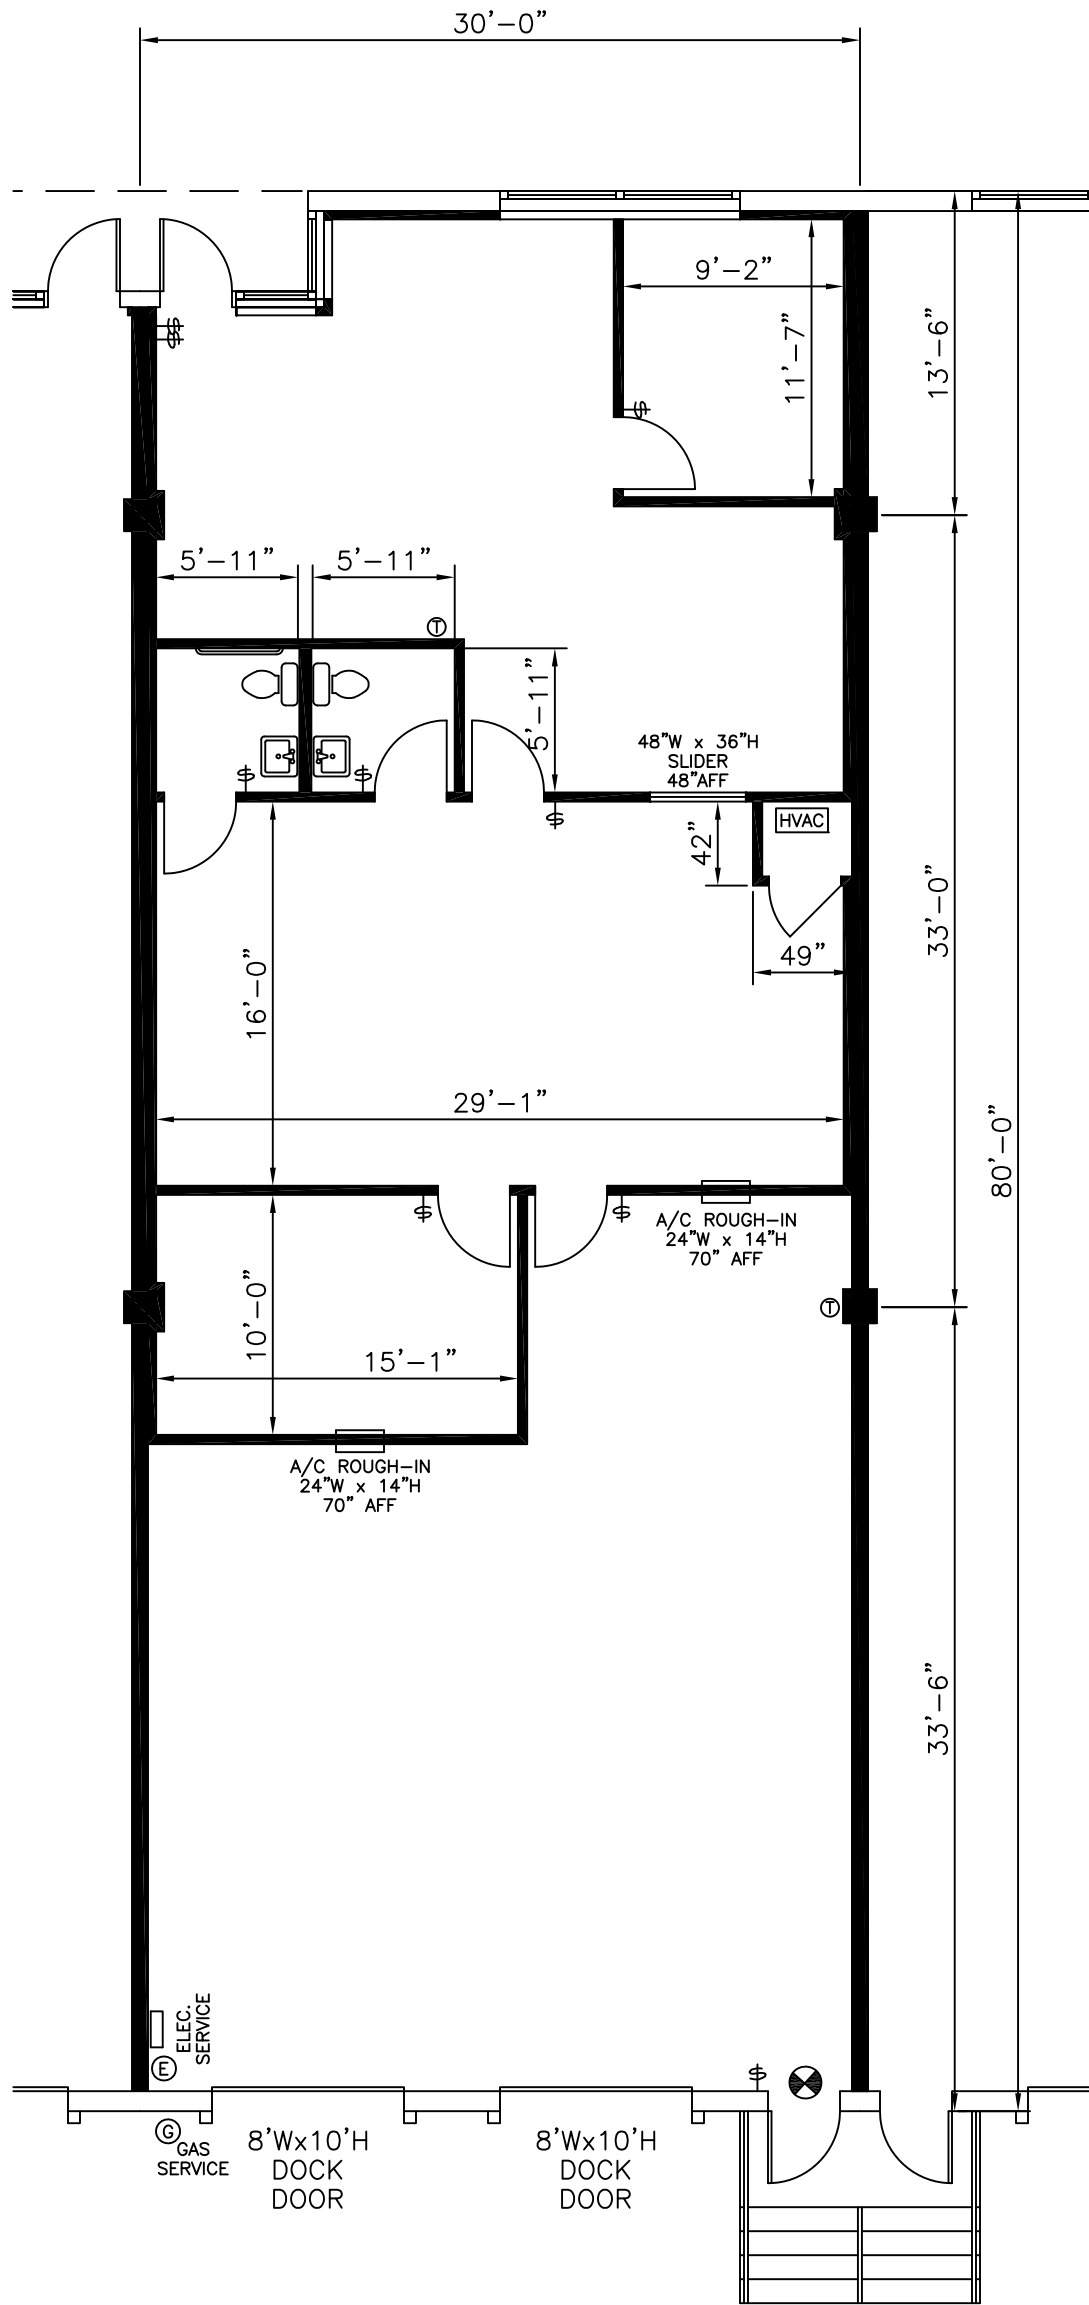 30'-0"
9'-2"
11'-7"
13'-6"
$
$
$
5'-11"
5'-11"
T
5'-11"
48"W x 36"H
SLIDER
48"AFF
$
$
$
HVAC
42"
49"
33'-0"
16'-0"
29'-1"
80'-0"
$
$
A/C ROUGH-IN
24"W x 14"H
70" AFF
T
10'-0"
15'-1"
A/C ROUGH-IN
24"W x 14"H
70" AFF
33'-6"
ELEC.
SERVICE
E
$
G
GAS
SERVICE
8'Wx10'H
DOCK
DOOR
8'Wx10'H
DOCK
DOOR